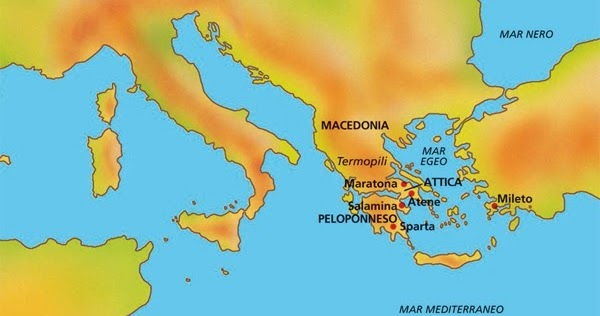 MAR NERO
MACEDONIA
MAR
EGEO
Termopili
Maratona
ATTICA
Salamina
Atene
Mileto
PELOPONNESO
Sparta
MAR MEDITERRANEO